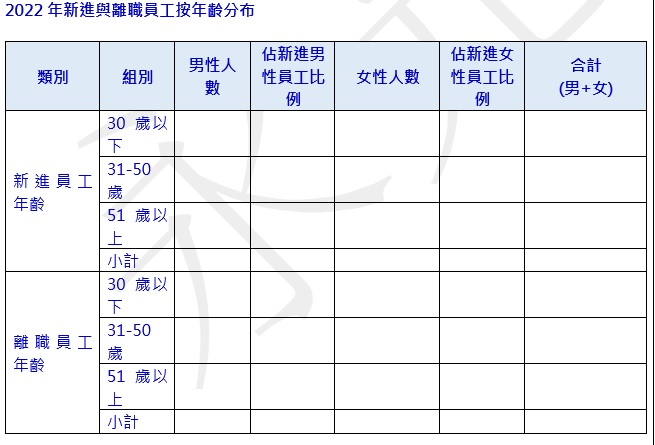 2022 年新進與離職員工按年齡分布
類別
組別
男性人
數
佔新進男
性員工比
例
女性人數
佔新進女
性員工比
例
合計
(男+女)
新進員工
年齡
30 歲以
下
31-50
歲
51 歲以
上
小計
離職員工
年齡
30 歲以
下
31-50
歲
51 歲以
上
小計